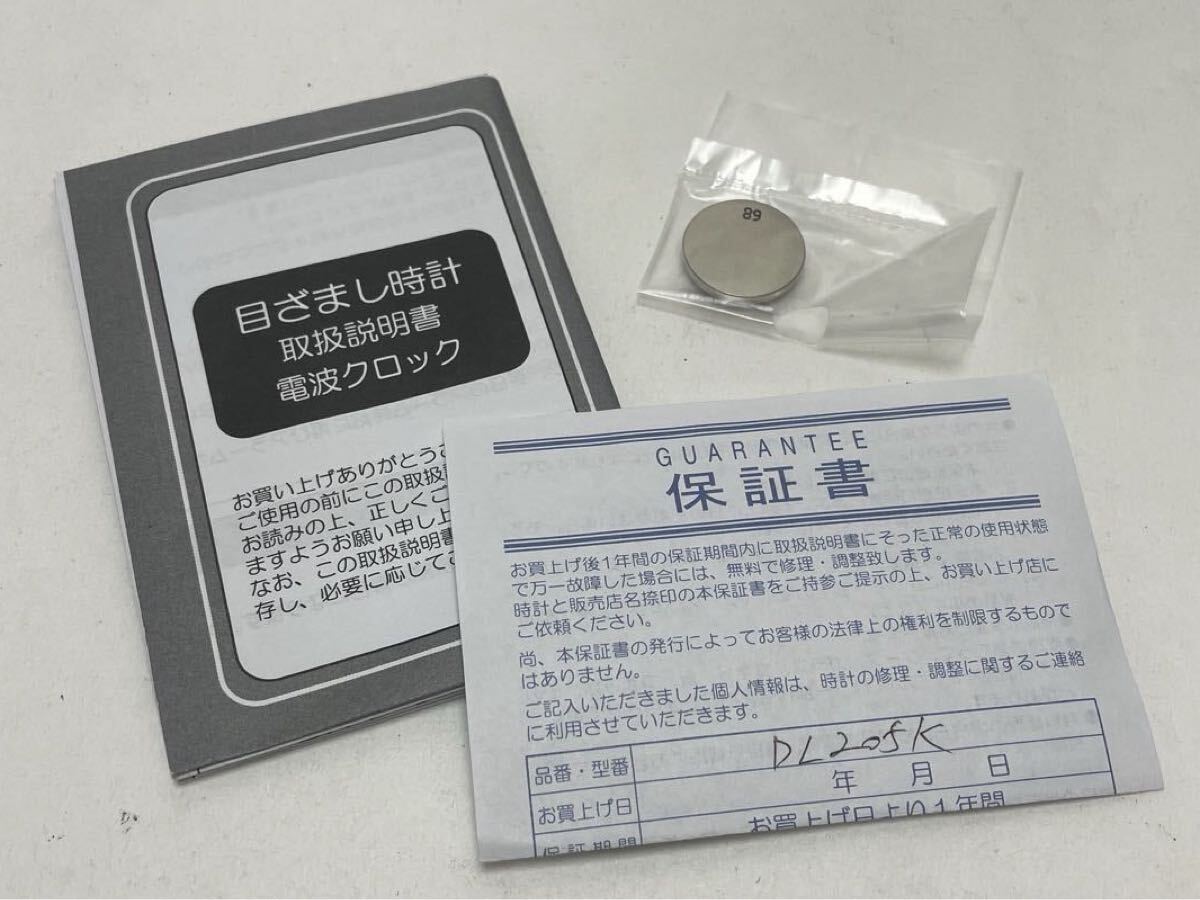 目ざまし時計
取扱説明書
電波クロック
お買い上げありがとうご
ご使用の前にこの取扱
お読みの上、正しくご
ますようお願い申し上
なお、この取扱説明書
存し、必要に応じてご
GUARANTEE
保証書
お買上げ後1年間の保証期間内に取扱説明書にそった正常の使用状態
で万一故障した場合には、無料で修理・調整致します。
時計と販売店名捺印の本保証書をご持参ご提示の上、お買い上げ店に
ご依頼ください。
尚、本保証書の発行によってお客様の法律上の権利を制限するもので
はありません。
ご記入いただきました個人情報は、時計の修理・調整に関するご連絡
に利用させていただきます。
品番・型番 DL205K
お買上げ日 年 月 日
保証期間 お買上げ日より1年間